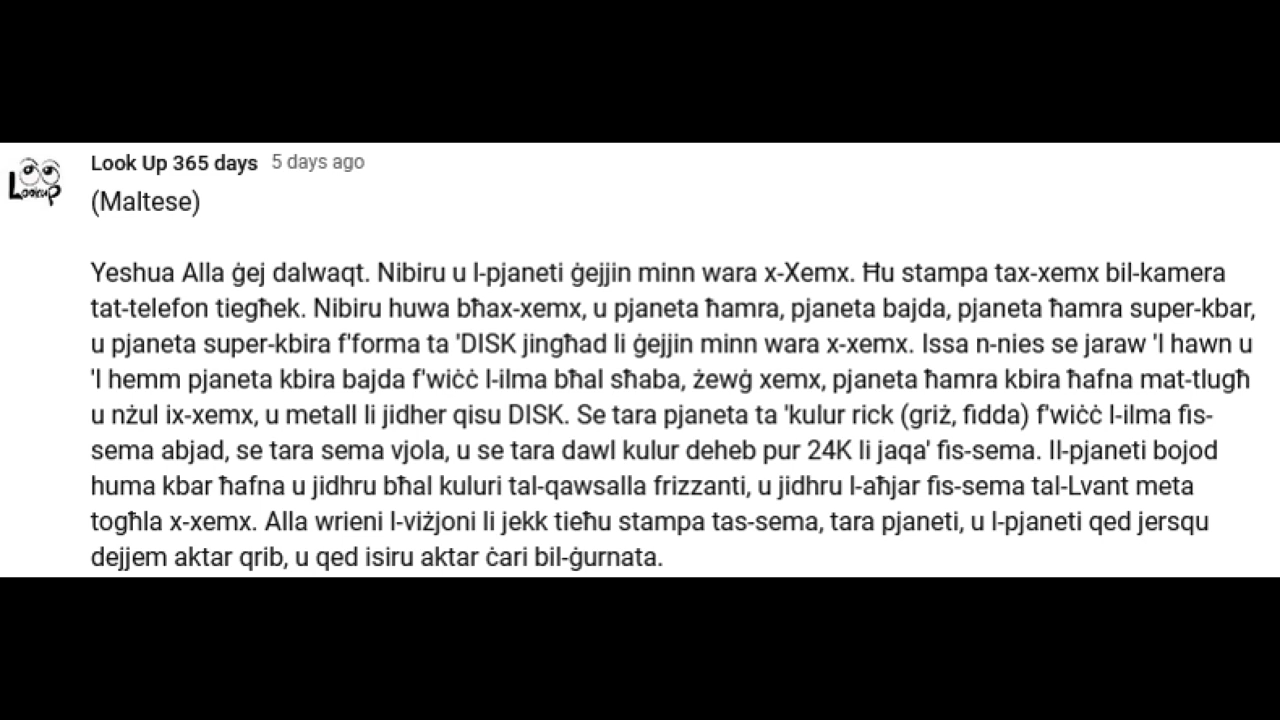 Lookup
Look Up 365 days 5 days ago
(Maltese)
Yeshua Alla ġej dalwaqt. Nibiru u l-pjaneti ġejjin minn wara x-Xemx. Ħu stampa tax-xemx bil-kamera
tat-telefon tiegħek. Nibiru huwa bħax-xemx, u pjaneta ħamra, pjaneta bajda, pjaneta ħamra super-kbar,
u pjaneta super-kbira f'forma ta 'DISK jingħad li ġejjin minn wara x-xemx. Issa n-nies se jaraw 'l hawn u
'l hemm pjaneta kbira bajda f'wiċċ l-ilma bħal sħaba, żewġ xemx, pjaneta ħamra kbira ħafna mat-tlugħ
u nżul ix-xemx, u metall li jidher qisu DISK. Se tara pjaneta ta 'kulur rick (griż, fidda) f'wiċċ l-ilma fis-
sema abjad, se tara sema vjola, u se tara dawl kulur deheb pur 24K li jaqa' fis-sema. Il-pjaneti bojod
huma kbar ħafna u jidhru bħal kuluri tal-qawsalla frizzanti, u jidhru l-aħjar fis-sema tal-Lvant meta
togħla x-xemx. Alla wrieni l-viżjoni li jekk tieħu stampa tas-sema, tara pjaneti, u l-pjaneti qed jersqu
dejjem aktar qrib, u qed isiru aktar ċari bil-ġurnata.